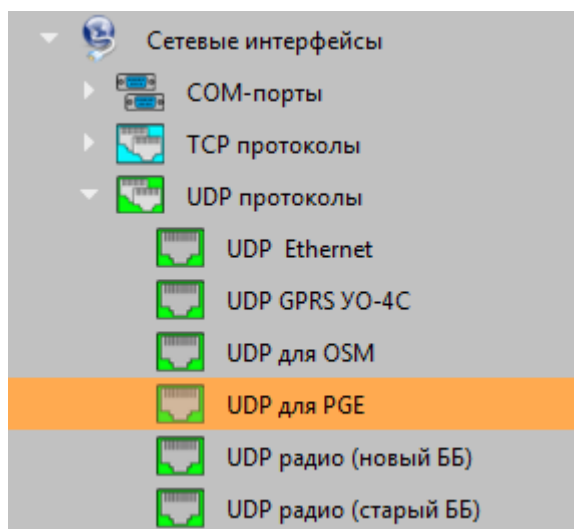 Сетевые интерфейсы
COM-порты
TCP протоколы
UDP протоколы
UDP Ethernet
UDP GPRS УО-4С
UDP для OSM
UDP для PGE
UDP радио (новый ББ)
UDP радио (старый ББ)